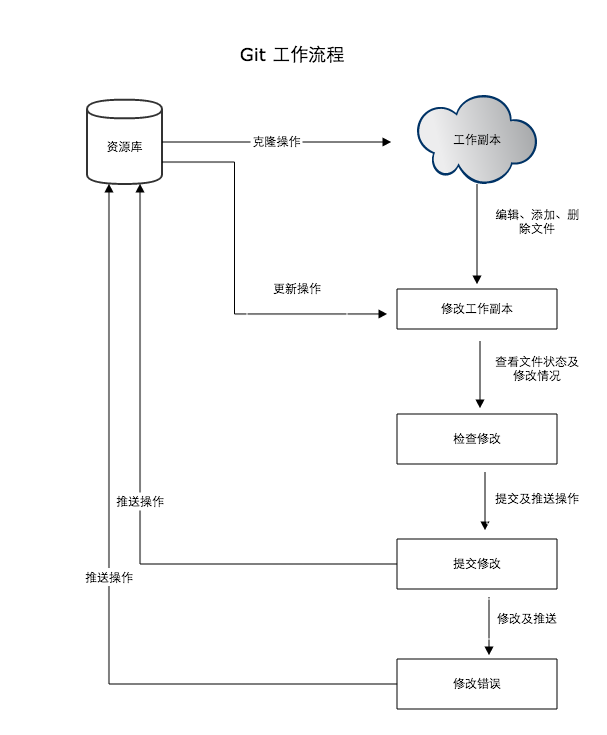 Git 工作流程
资源库
克隆操作
工作副本
编辑、添加、删
除文件
更新操作
修改工作副本
查看文件状态及
修改情况
检查修改
推送操作
提交及推送操作
提交修改
推送操作
修改及推送
修改错误